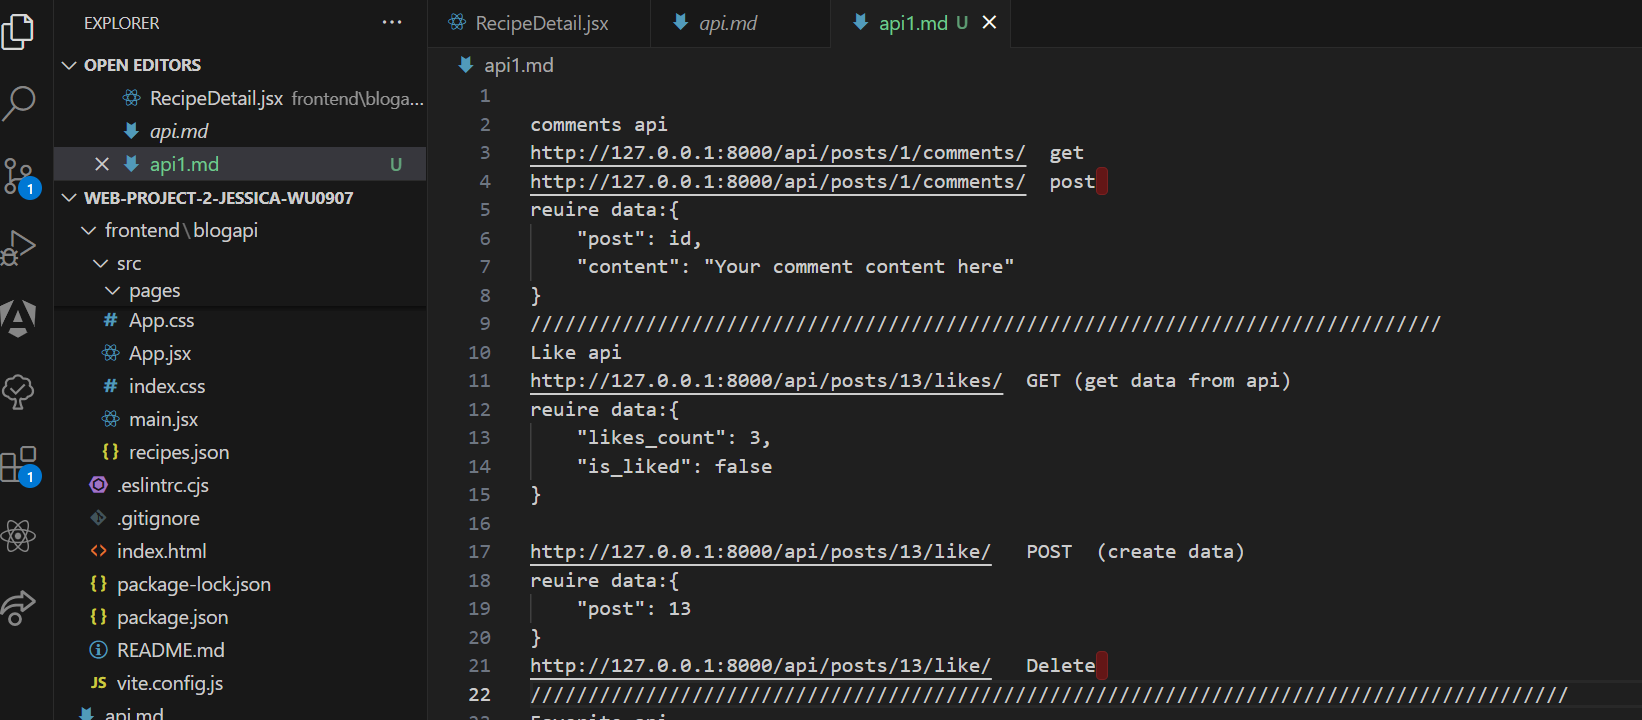 EXPLORER
OPEN EDITORS
RecipeDetail.jsx frontend\bloga...
api.md
api1.md U
WEB-PROJECT-2-JESSICA-WU0907
frontend\blogapi
src
pages
# App.css
App.jsx
# index.css
main.jsx
{} recipes.json
.eslintrc.cjs
.gitignore
<> index.html
{} package-lock.json
{} package.json
README.md
JS vite.config.js
api.md
1
1
RecipeDetail.jsx
api.md
api1.md U
api1.md
1
2 comments api
3 http://127.0.0.1:8000/api/posts/1/comments/  get
4 http://127.0.0.1:8000/api/posts/1/comments/  post
5 reuire data:{
6     "post": id,
7     "content": "Your comment content here"
8 }
9 ///////////////////////////////////////////////////////////////////////////////
10 Like api
11 http://127.0.0.1:8000/api/posts/13/likes/  GET (get data from api)
12 reuire data:{
13     "likes_count": 3,
14     "is_liked": false
15 }
16
17 http://127.0.0.1:8000/api/posts/13/like/   POST  (create data)
18 reuire data:{
19     "post": 13
20 }
21 http://127.0.0.1:8000/api/posts/13/like/   Delete
22 //////////////////////////////////////////////////////////////////////////////////////////
23 Favorite api